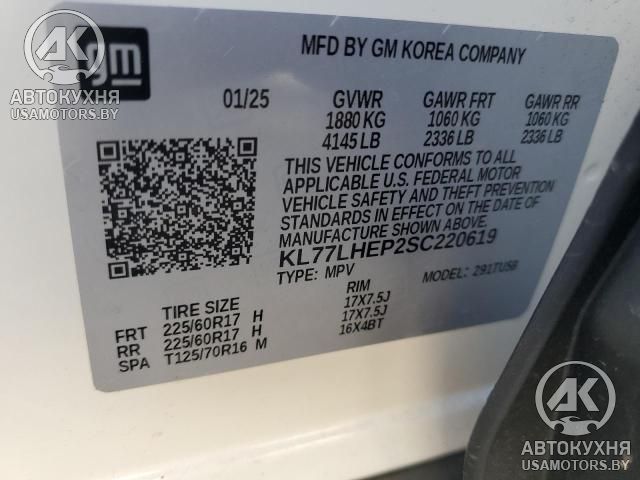 gm
MFD BY GM KOREA COMPANY
01/25 GVWR GAWR FRT GAWR RR
1880 KG 1060 KG 1060 KG
4145 LB 2336 LB 2336 LB
THIS VEHICLE CONFORMS TO ALL
APPLICABLE U.S. FEDERAL MOTOR
VEHICLE SAFETY AND THEFT PREVENTION
STANDARDS IN EFFECT ON THE DATE OF
MANUFACTURE SHOWN ABOVE.
KL77LHEP2SC220619
TYPE: MPV MODEL: 291TUSB
TIRE SIZE RIM
FRT 225/60R17 H 17X7.5J
RR 225/60R17 H 17X7.5J
SPA T125/70R16 M 16X4BT
АК
АВТОКУХНЯ
USAMOTORS.BY
АК
АВТОКУХНЯ
USAMOTORS.BY